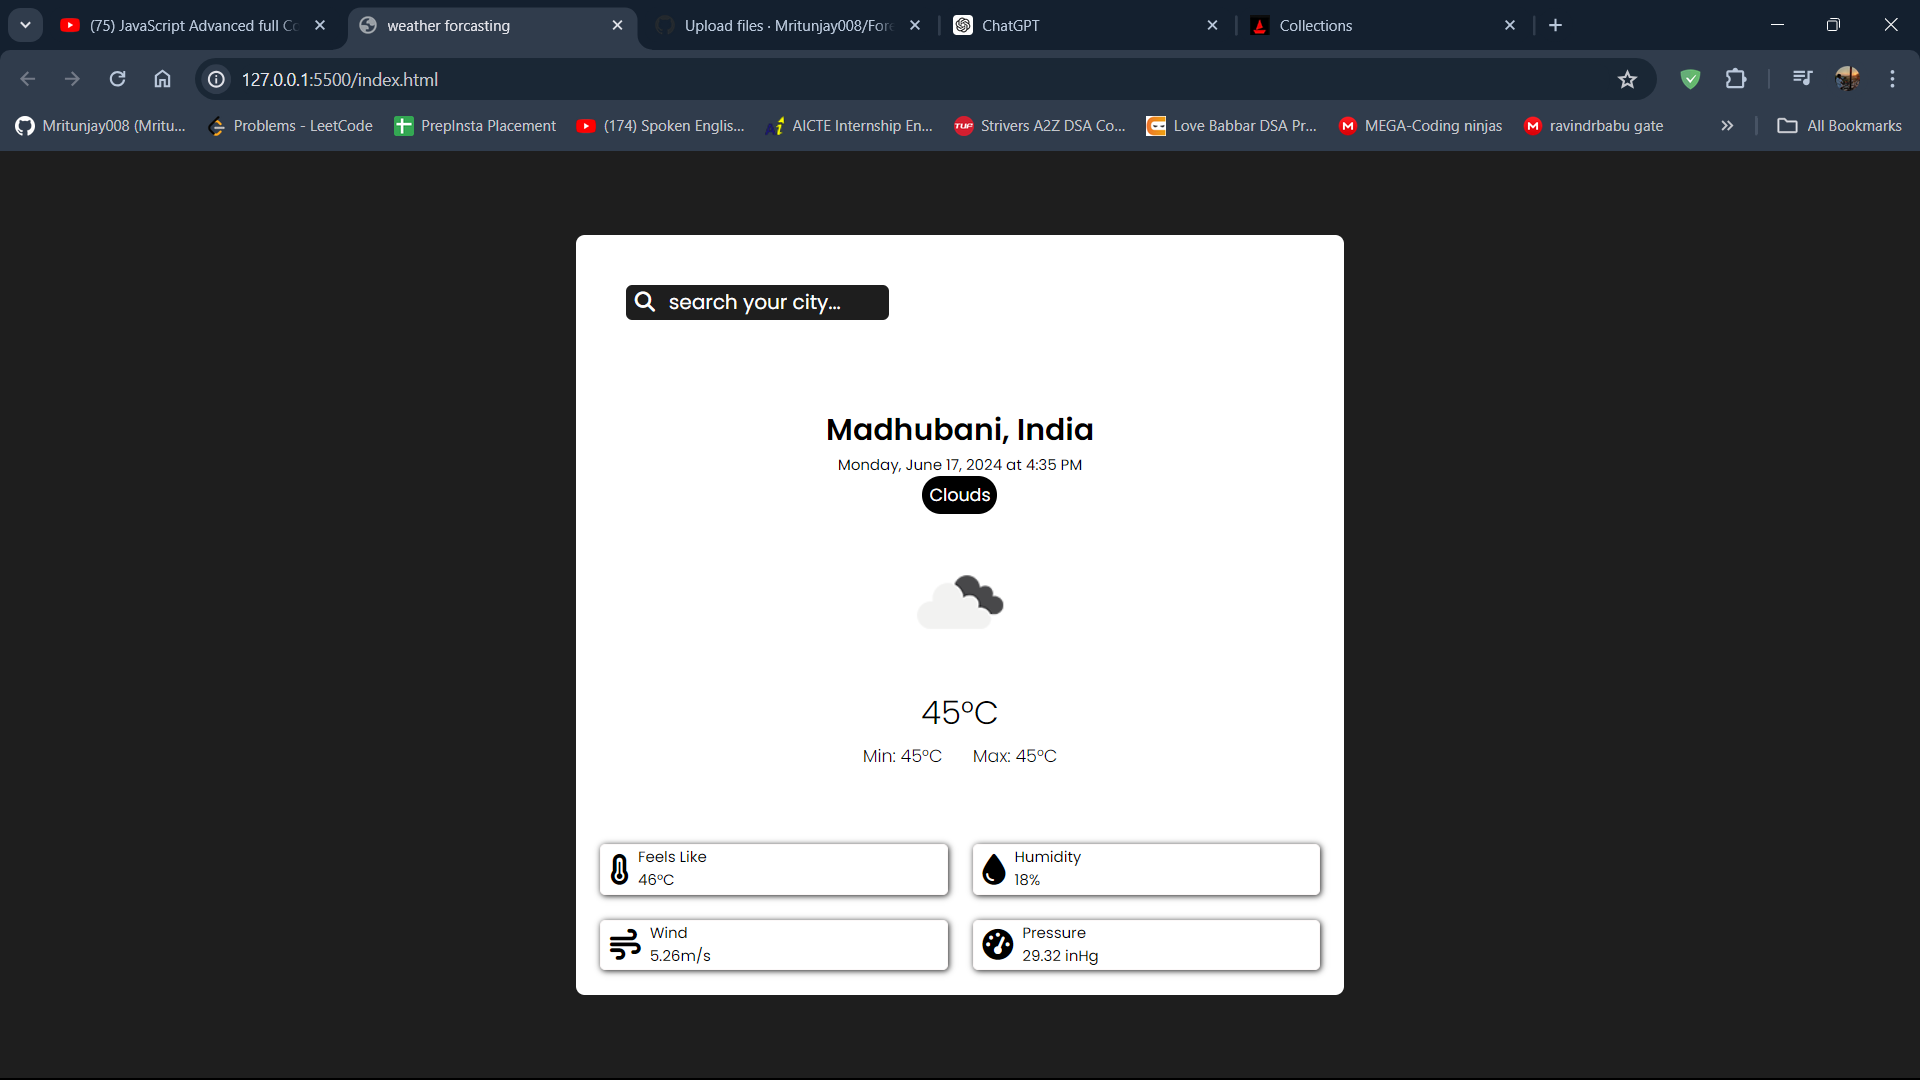 (75) JavaScript Advanced full Co
weather forcasting
Upload files · Mritunjay008/Fore
ChatGPT
Collections
127.0.0.1:5500/index.html
Mritunjay008 (Mritu...
Problems - LeetCode
PrepInsta Placement
(174) Spoken Englis...
AICTE Internship En...
Strivers A2Z DSA Co...
Love Babbar DSA Pr...
MEGA-Coding ninjas
ravindrbabu gate
All Bookmarks
search your city...
Madhubani, India
Monday, June 17, 2024 at 4:35 PM
Clouds
45°C
Min: 45°C Max: 45°C
Feels Like
46°C
Humidity
18%
Wind
5.26m/s
Pressure
29.32 inHg